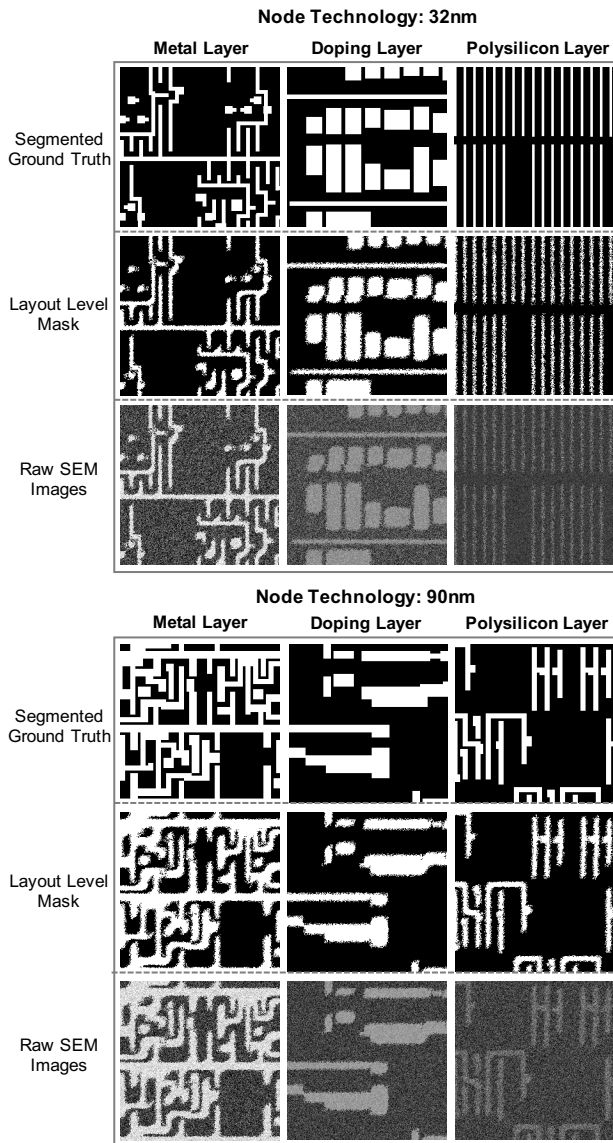 Node Technology: 32nm
Metal Layer
Doping Layer
Polysilicon Layer
Segmented
Ground Truth
Layout Level
Mask
Raw SEM
Images
Node Technology: 90nm
Metal Layer
Doping Layer
Polysilicon Layer
Segmented
Ground Truth
Layout Level
Mask
Raw SEM
Images